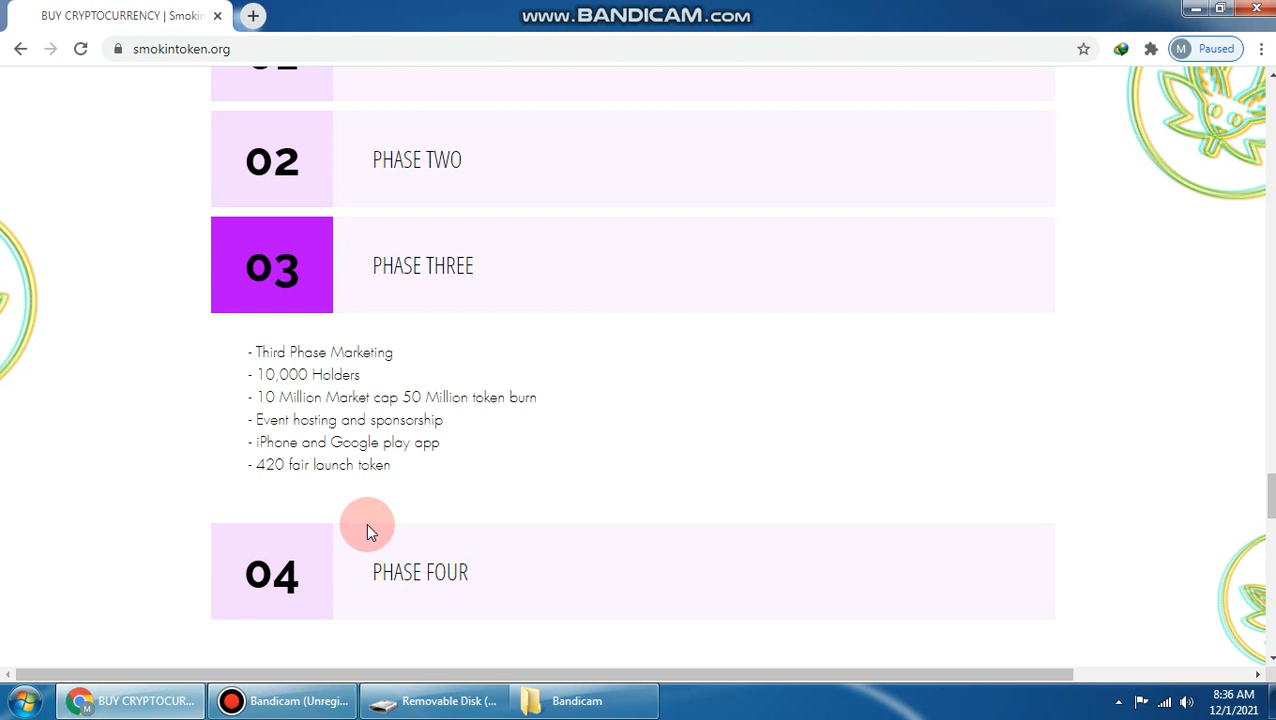 BUY CRYPTOCURRENCY | Smokin
www.BANDICAM.com
smokintoken.org
M Paused
02 PHASE TWO
03 PHASE THREE
- Third Phase Marketing
- 10,000 Holders
- 10 Million Market cap 50 Million token burn
- Event hosting and sponsorship
- iPhone and Google play app
- 420 fair launch token
04 PHASE FOUR
BUY CRYPTOCUR... Bandicam (Unregi... Removable Disk (... Bandicam
8:36 AM
12/1/2021